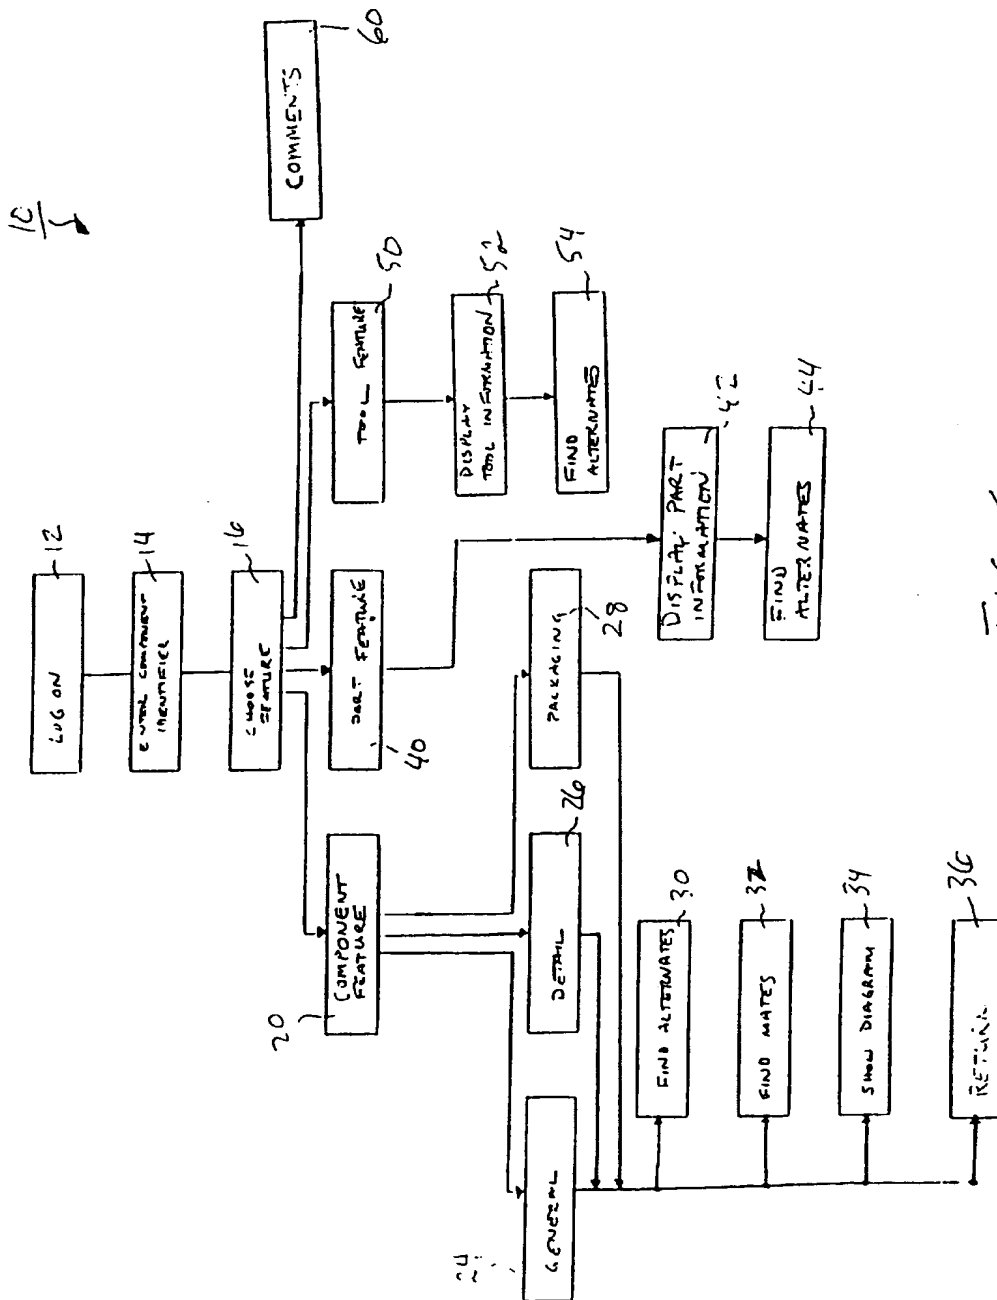 10
LOG ON
12
ENTER COMPONENT
IDENTIFIER
14
CHOOSE
FEATURE
16
COMMENTS
60
COMPONENT
FEATURE
20
PART FEATURE
40
TOOL FEATURE
50
DISPLAY
TOOL INFORMATION
52
FIND
ALTERNATES
54
GENERAL
24
DETAIL
26
PACKAGING
28
DISPLAY PART
INFORMATION
42
FIND
ALTERNATES
44
FIND ALTERNATES
30
FIND MATES
32
SHOW DIAGRAM
34
RETURN
36